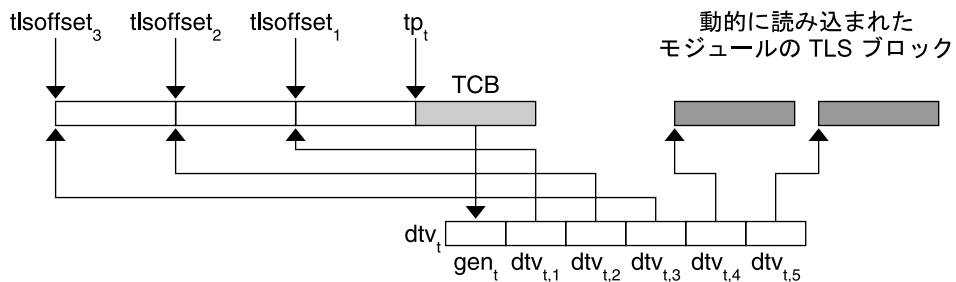 tlsoffset₃ tlsoffset₂ tlsoffset₁ tpₜ
動的に読み込まれた
モジュールの TLS ブロック
TCB
dtvₜ
genₜ dtvₜ,₁ dtvₜ,₂ dtvₜ,₃ dtvₜ,₄ dtvₜ,₅